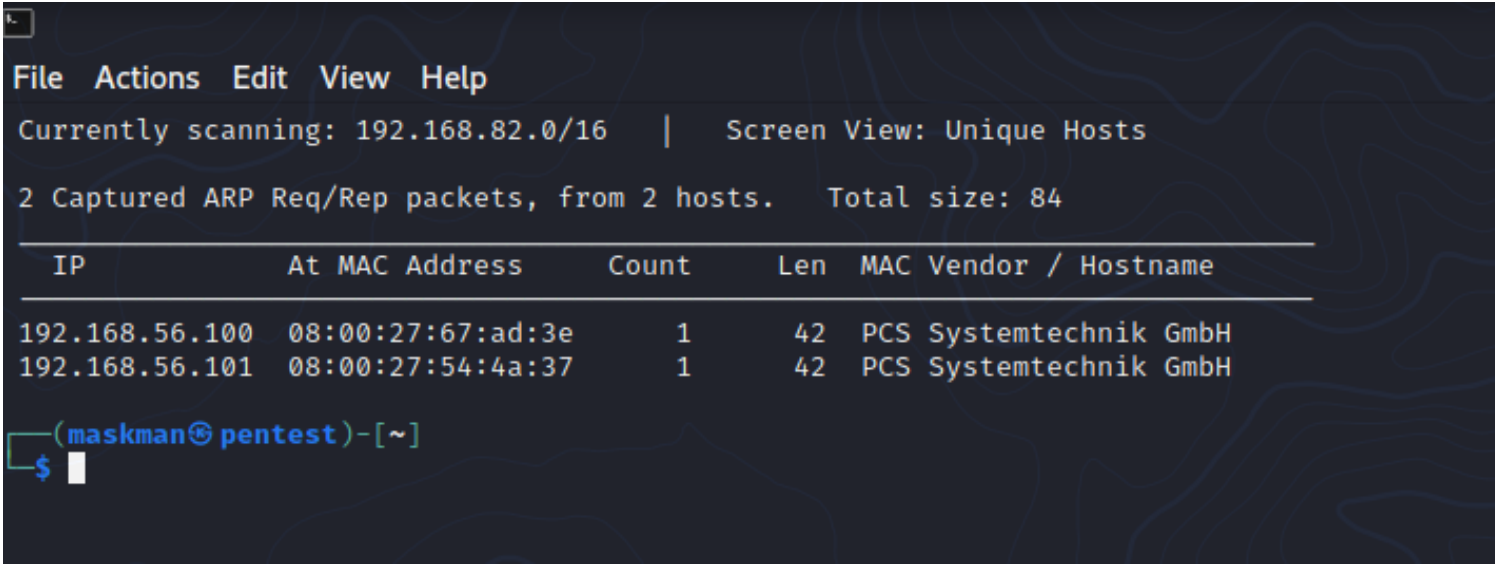 File Actions Edit View Help
Currently scanning: 192.168.82.0/16 | Screen View: Unique Hosts
2 Captured ARP Req/Rep packets, from 2 hosts. Total size: 84
IP At MAC Address Count Len MAC Vendor / Hostname
192.168.56.100 08:00:27:67:ad:3e 1 42 PCS Systemtechnik GmbH
192.168.56.101 08:00:27:54:4a:37 1 42 PCS Systemtechnik GmbH
┌──(maskman㉿pentest)-[~]
└─$